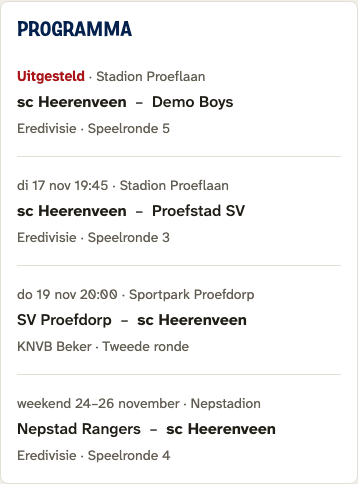 PROGRAMMA
Uitgesteld · Stadion Proeflaan
sc Heerenveen – Demo Boys
Eredivisie · Speelronde 5
di 17 nov 19:45 · Stadion Proeflaan
sc Heerenveen – Proefstad SV
Eredivisie · Speelronde 3
do 19 nov 20:00 · Sportpark Proefdorp
SV Proefdorp – sc Heerenveen
KNVB Beker · Tweede ronde
weekend 24–26 november · Nepstadion
Nepstad Rangers – sc Heerenveen
Eredivisie · Speelronde 4